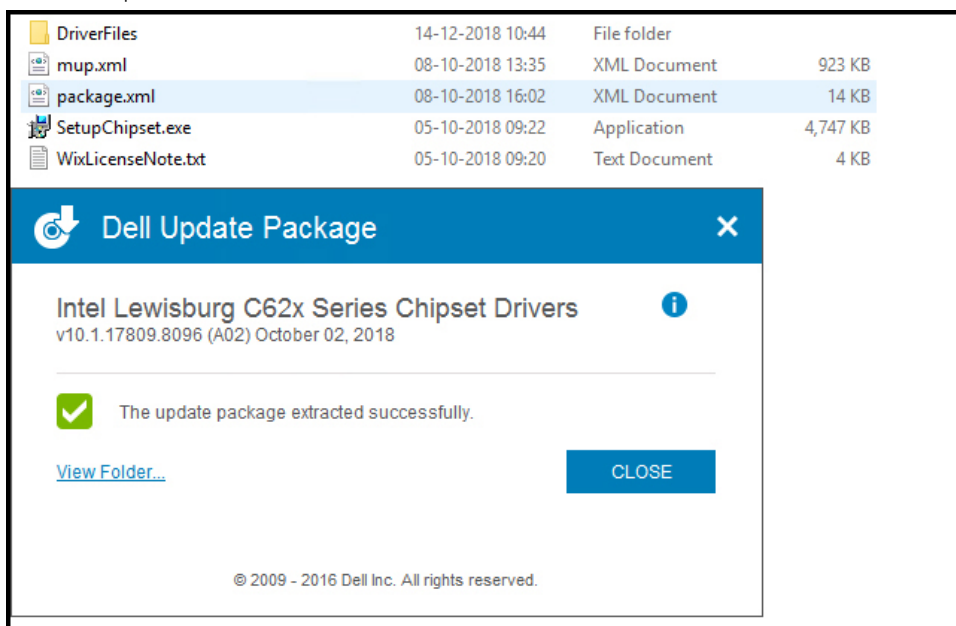 DriverFiles 14-12-2018 10:44 File folder
mup.xml 08-10-2018 13:35 XML Document 923 KB
package.xml 08-10-2018 16:02 XML Document 14 KB
SetupChipset.exe 05-10-2018 09:22 Application 4,747 KB
WixLicenseNote.txt 05-10-2018 09:20 Text Document 4 KB
Dell Update Package
Intel Lewisburg C62x Series Chipset Drivers
v10.1.17809.8096 (A02) October 02, 2018
The update package extracted successfully.
View Folder... CLOSE
© 2009 - 2016 Dell Inc. All rights reserved.